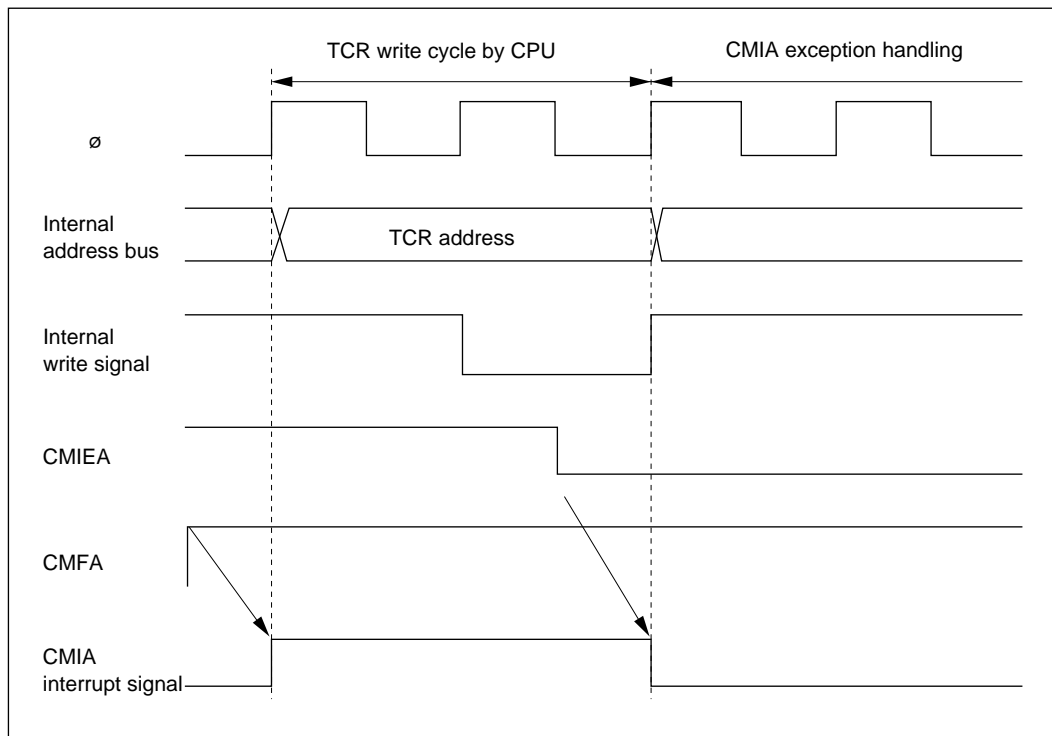 TCR write cycle by CPU
CMIA exception handling
ø
Internal
address bus
TCR address
Internal
write signal
CMIEA
CMFA
CMIA
interrupt signal